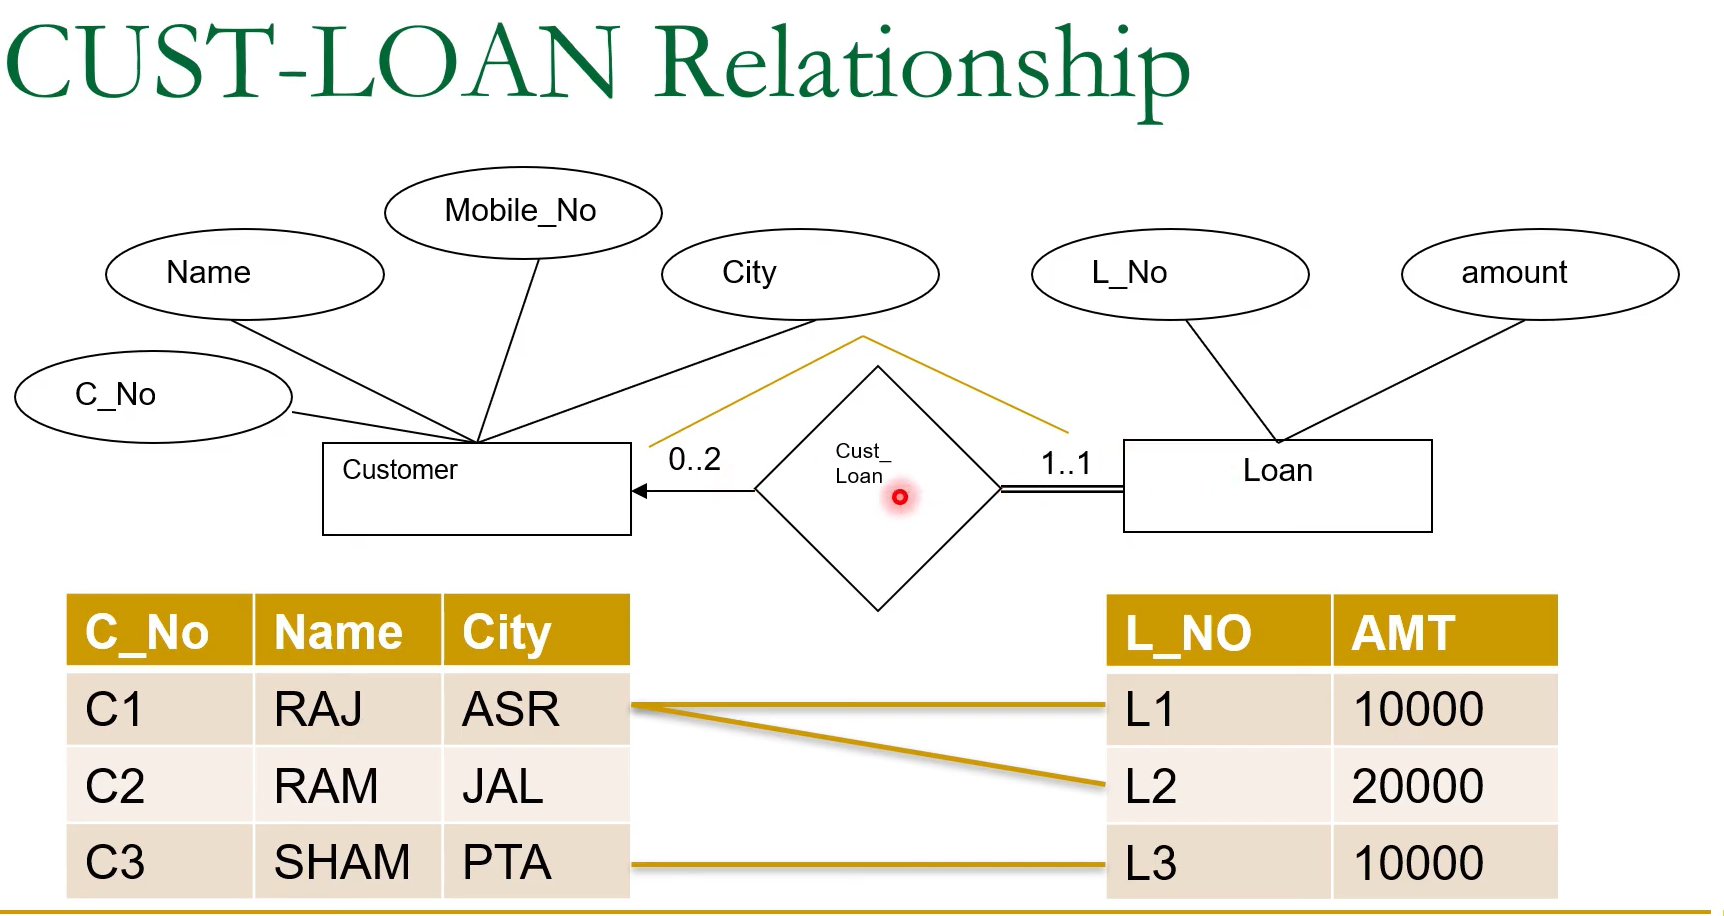 CUST-LOAN Relationship
Mobile_No
Name
City
L_No
amount
C_No
Customer
0..2
Cust_
Loan
1..1
Loan
C_No Name City
C1 RAJ ASR
C2 RAM JAL
C3 SHAM PTA
L_NO AMT
L1 10000
L2 20000
L3 10000